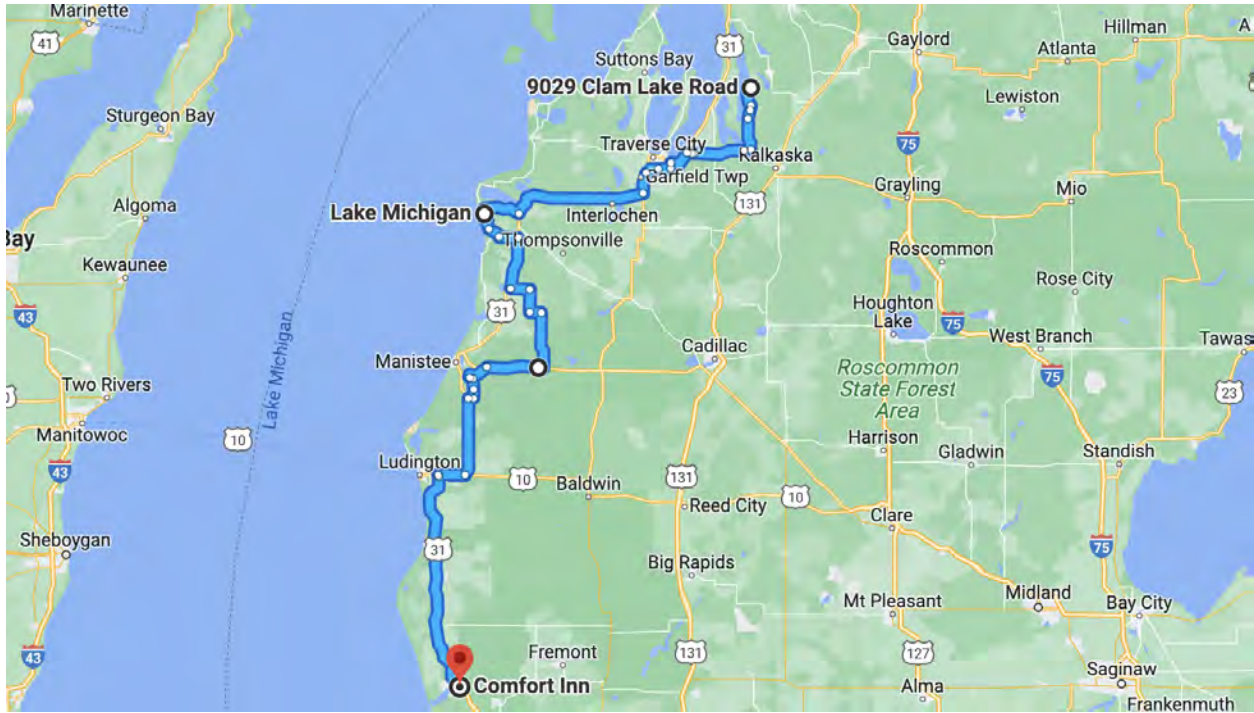 Marinette
41
Sturgeon Bay
Algoma
Bay
Kewaunee
43
Two Rivers
Manitowoc
10
43
Sheboygan
43
Lake Michigan
Suttons Bay
31
9029 Clam Lake Road
Traverse City
Kalkaska
Garfield Twp
131
Lake Michigan
Interlochen
Thompsonville
31
Manistee
Cadillac
Ludington
10
Baldwin
131
Reed City
10
31
Big Rapids
Fremont
131
Comfort Inn
Gaylord
Atlanta
Hillman
A
Lewiston
75
Grayling
Mio
Roscommon
Rose City
Houghton
Lake
75
West Branch
Tawas
Roscommon
State Forest
Area
75
23
Harrison
Gladwin
Standish
Clare
75
Midland
Mt Pleasant
Bay City
127
Alma
Saginaw
Frankenmuth